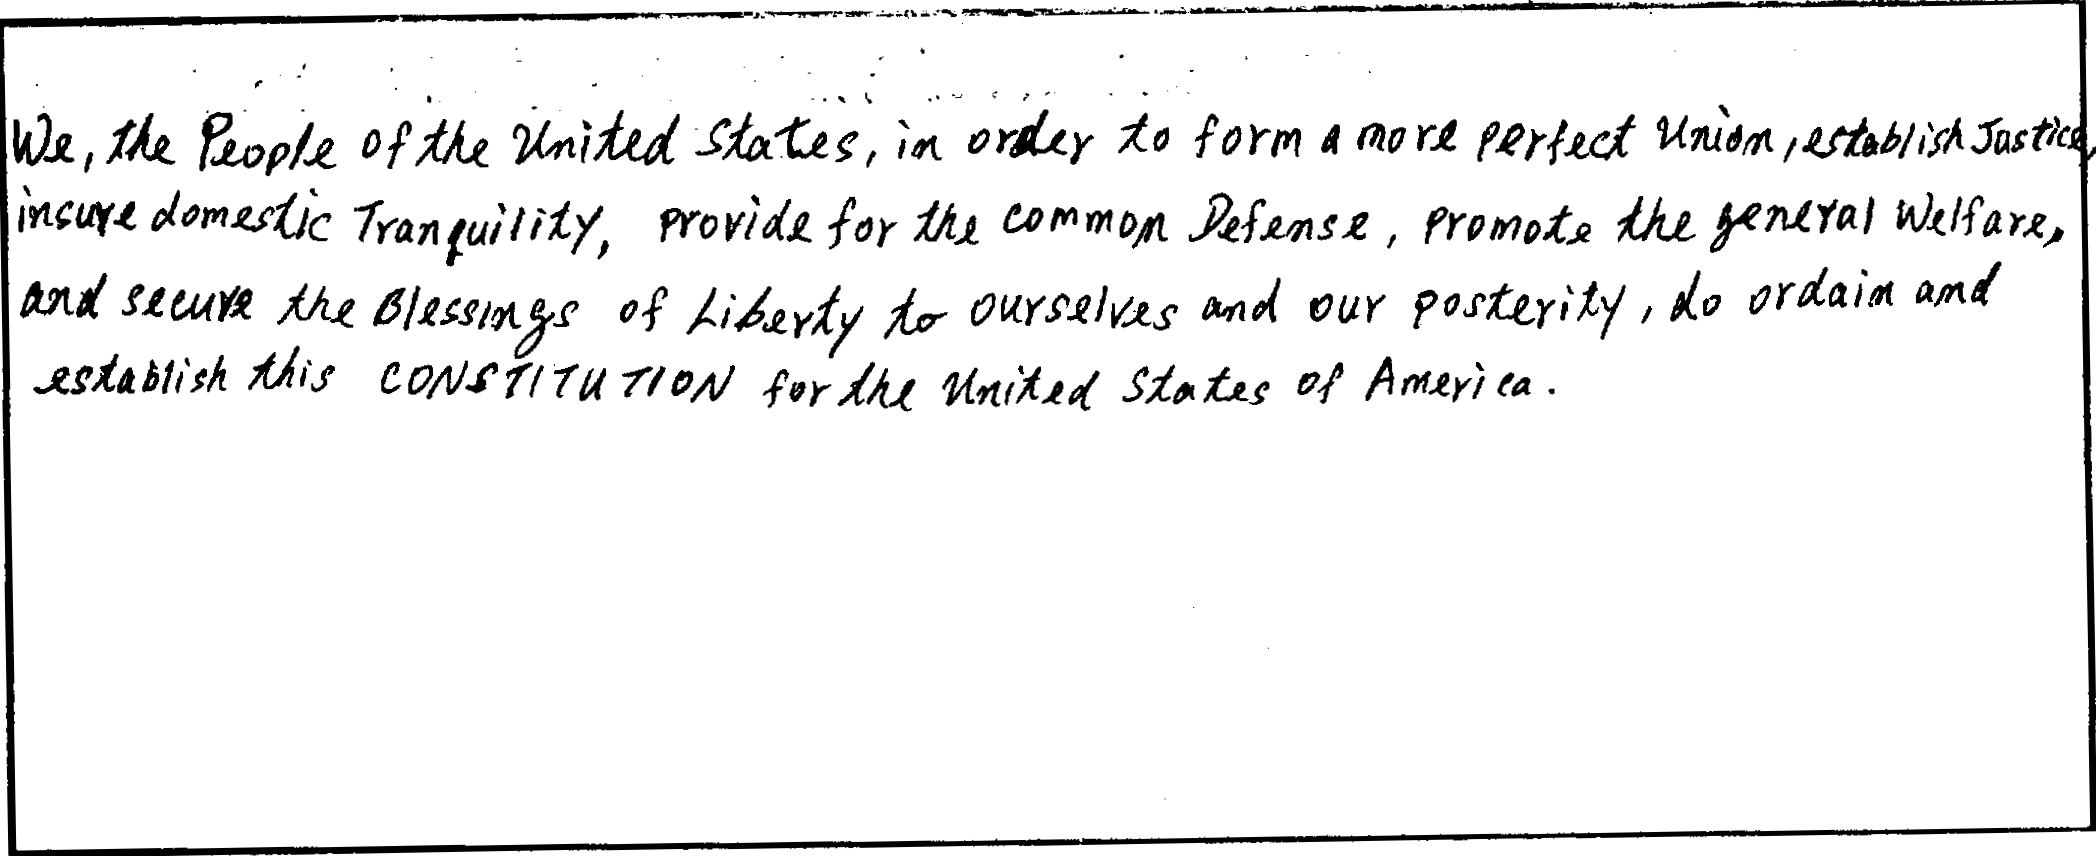 We, the People of the United States, in order to form a more perfect Union, establish Justice,
insure domestic Tranquility, provide for the common Defense, promote the general Welfare,
and secure the Blessings of Liberty to ourselves and our posterity, do ordain and
establish this CONSTITUTION for the United States of America.